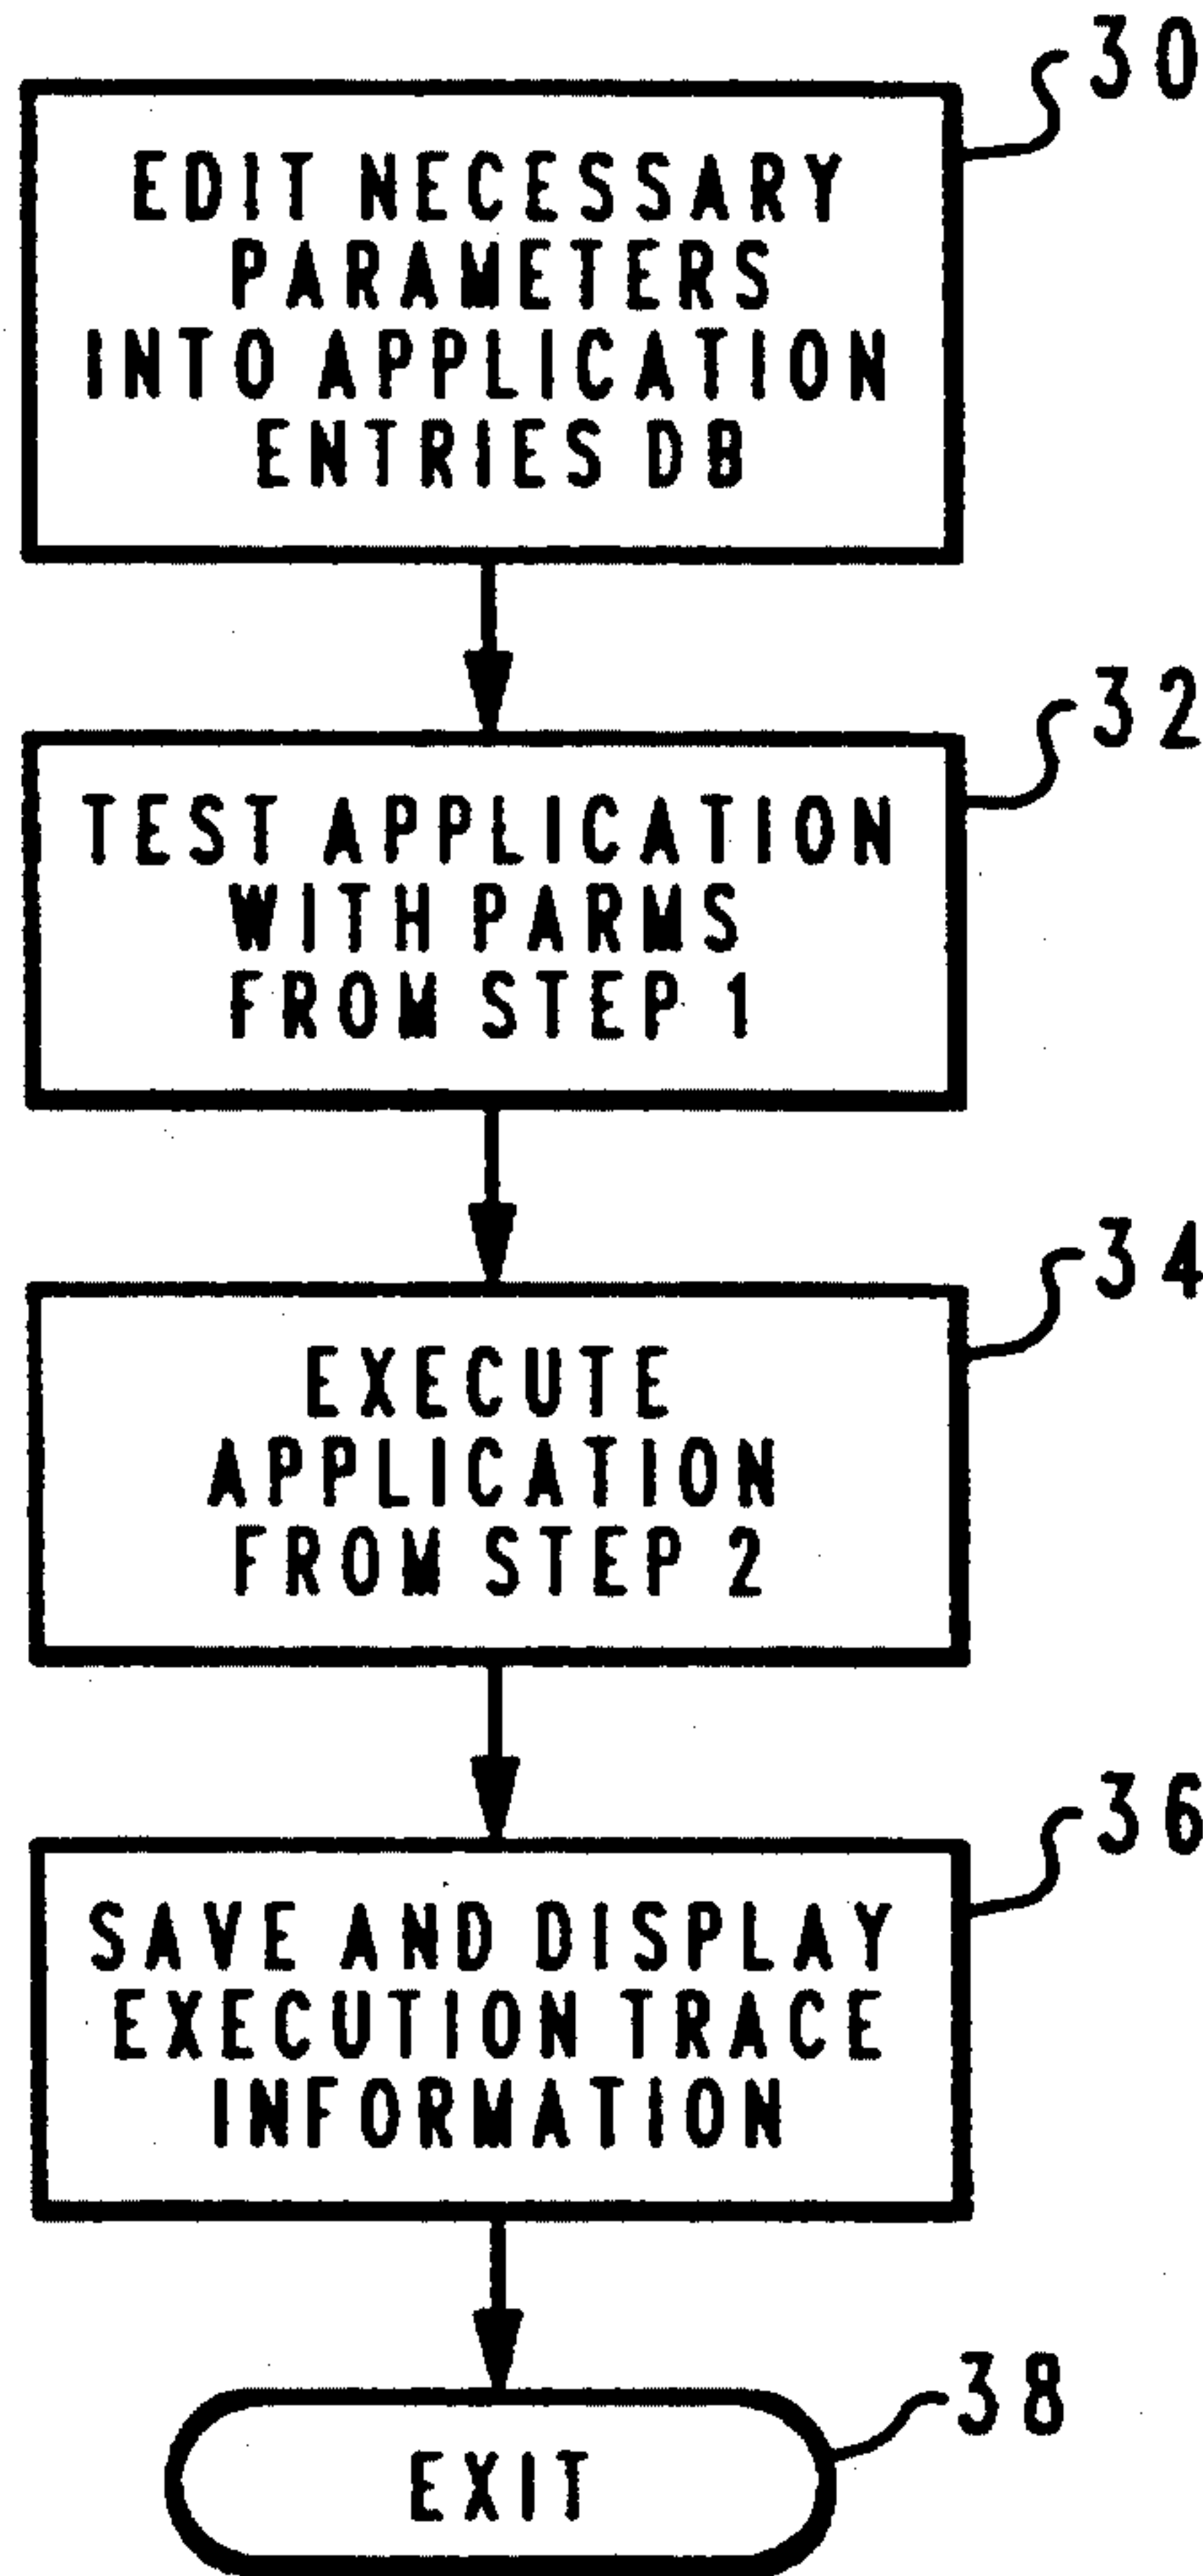 30
EDIT NECESSARY
PARAMETERS
INTO APPLICATION
ENTRIES DB
32
TEST APPLICATION
WITH PARMS
FROM STEP 1
34
EXECUTE
APPLICATION
FROM STEP 2
36
SAVE AND DISPLAY
EXECUTION TRACE
INFORMATION
38
EXIT